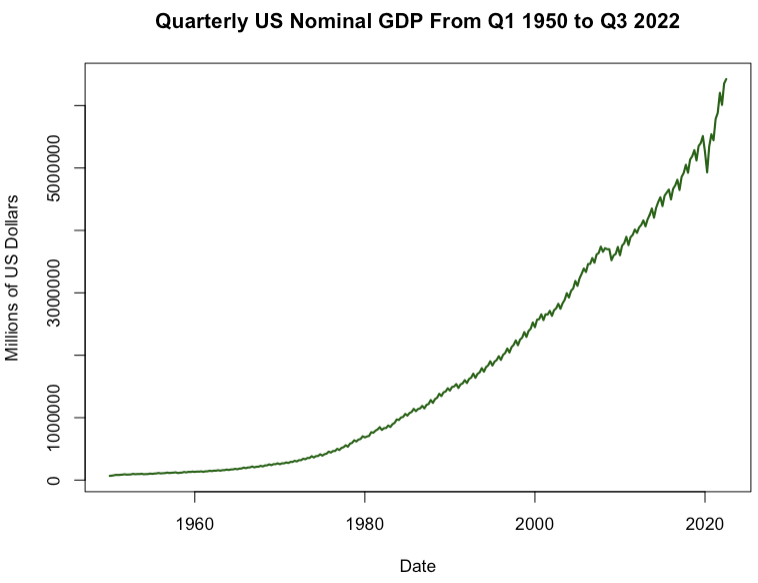 Quarterly US Nominal GDP From Q1 1950 to Q3 2022
Millions of US Dollars
5000000
3000000
1000000
0
1960 1980 2000 2020
Date